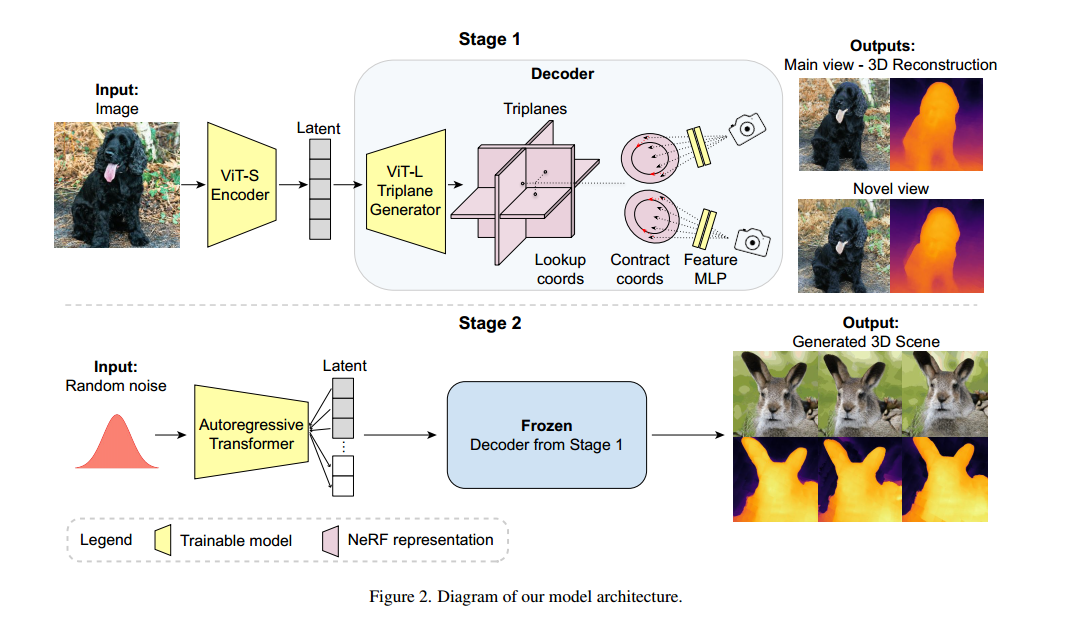 Stage 1
Input:
Image
ViT-S
Encoder
Latent
Decoder
ViT-L
Triplane
Generator
Triplanes
Lookup
coords
Contract
coords
Feature
MLP
Outputs:
Main view - 3D Reconstruction
Novel view
Stage 2
Input:
Random noise
Autoregressive
Transformer
Latent
Frozen
Decoder from Stage 1
Output:
Generated 3D Scene
Legend
Trainable model
NeRF representation
Figure 2. Diagram of our model architecture.